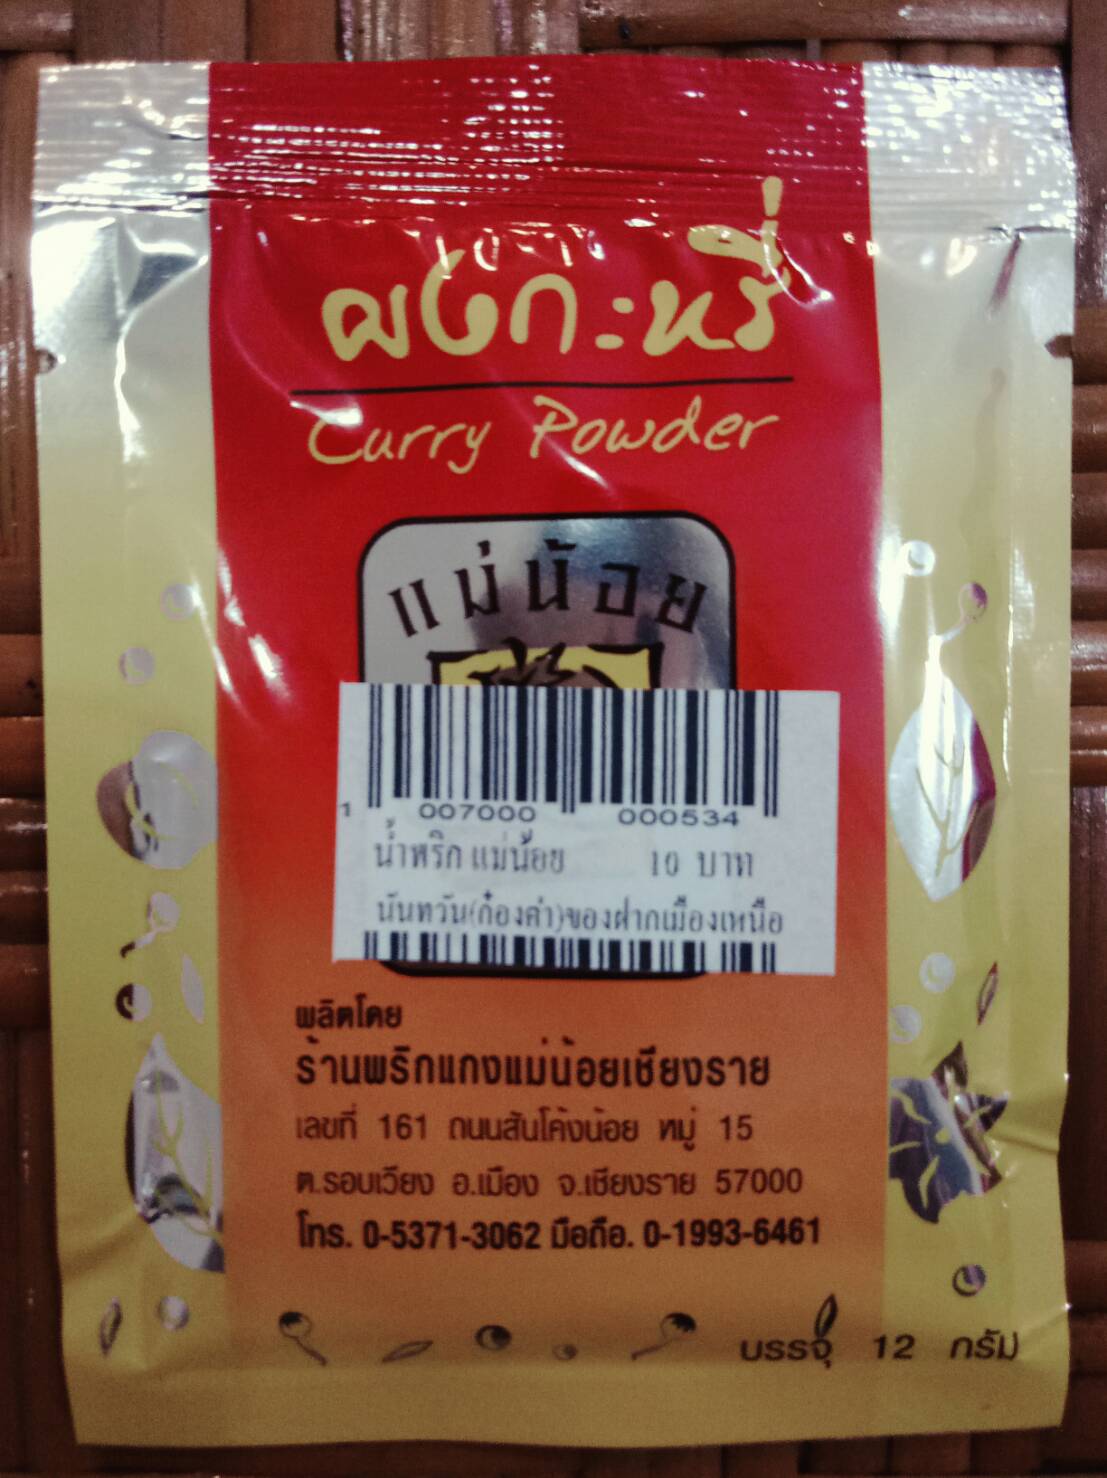 ผงกะหรี่
Curry Powder
แม่น้อย
1 007000 000534
น้ำพริก แม่น้อย 10 บาท
นันทวัน(ก๋องคำ)ของฝากเมืองเหนือ
ผลิตโดย
ร้านพริกแกงแม่น้อยเชียงราย
เลขที่ 161 ถนนสันโค้งน้อย หมู่ 15
ต.รอบเวียง อ.เมือง จ.เชียงราย 57000
โทร. 0-5371-3062 มือถือ. 0-1993-6461
บรรจุ 12 กรัม